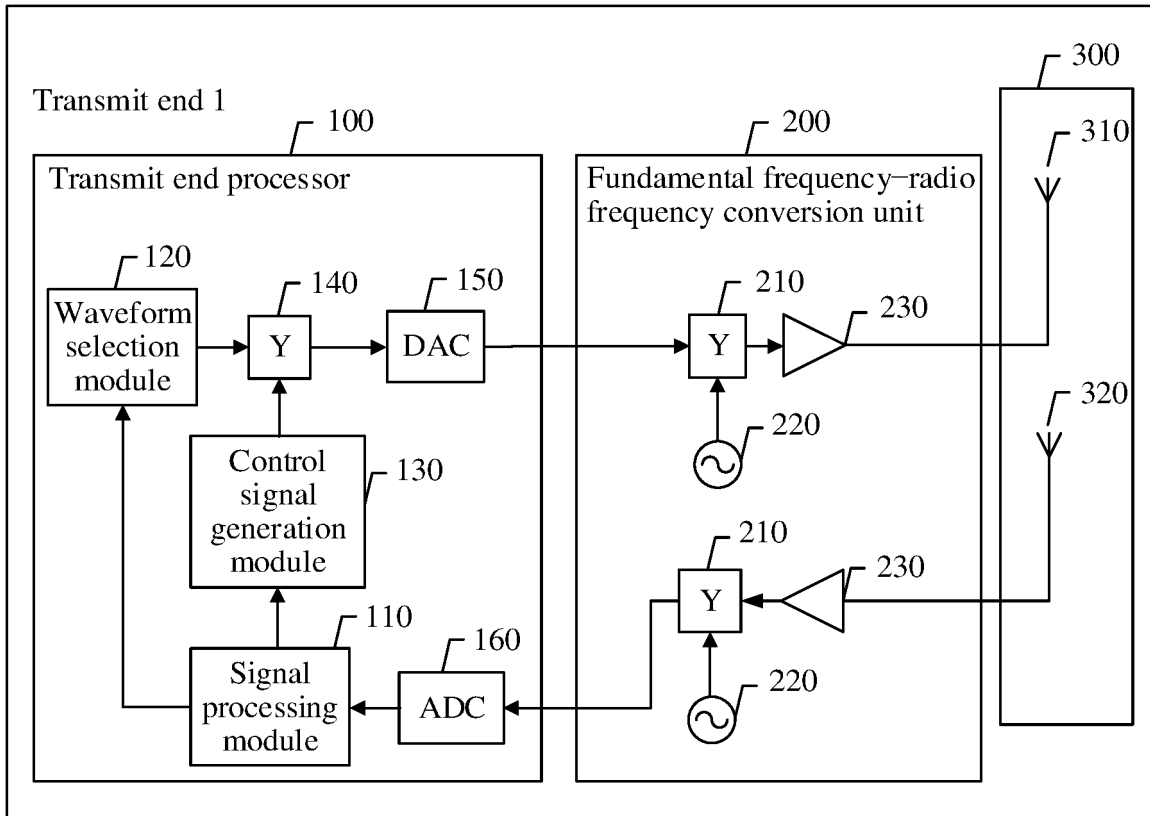 Transmit end 1
100
200
300
310
Transmit end processor
Fundamental frequency–radio
frequency conversion unit
120
140
150
210
230
Waveform
selection
module
Y
DAC
Y
320
220
Control
signal
generation
module
130
210
230
Y
110
160
Signal
processing
module
ADC
220